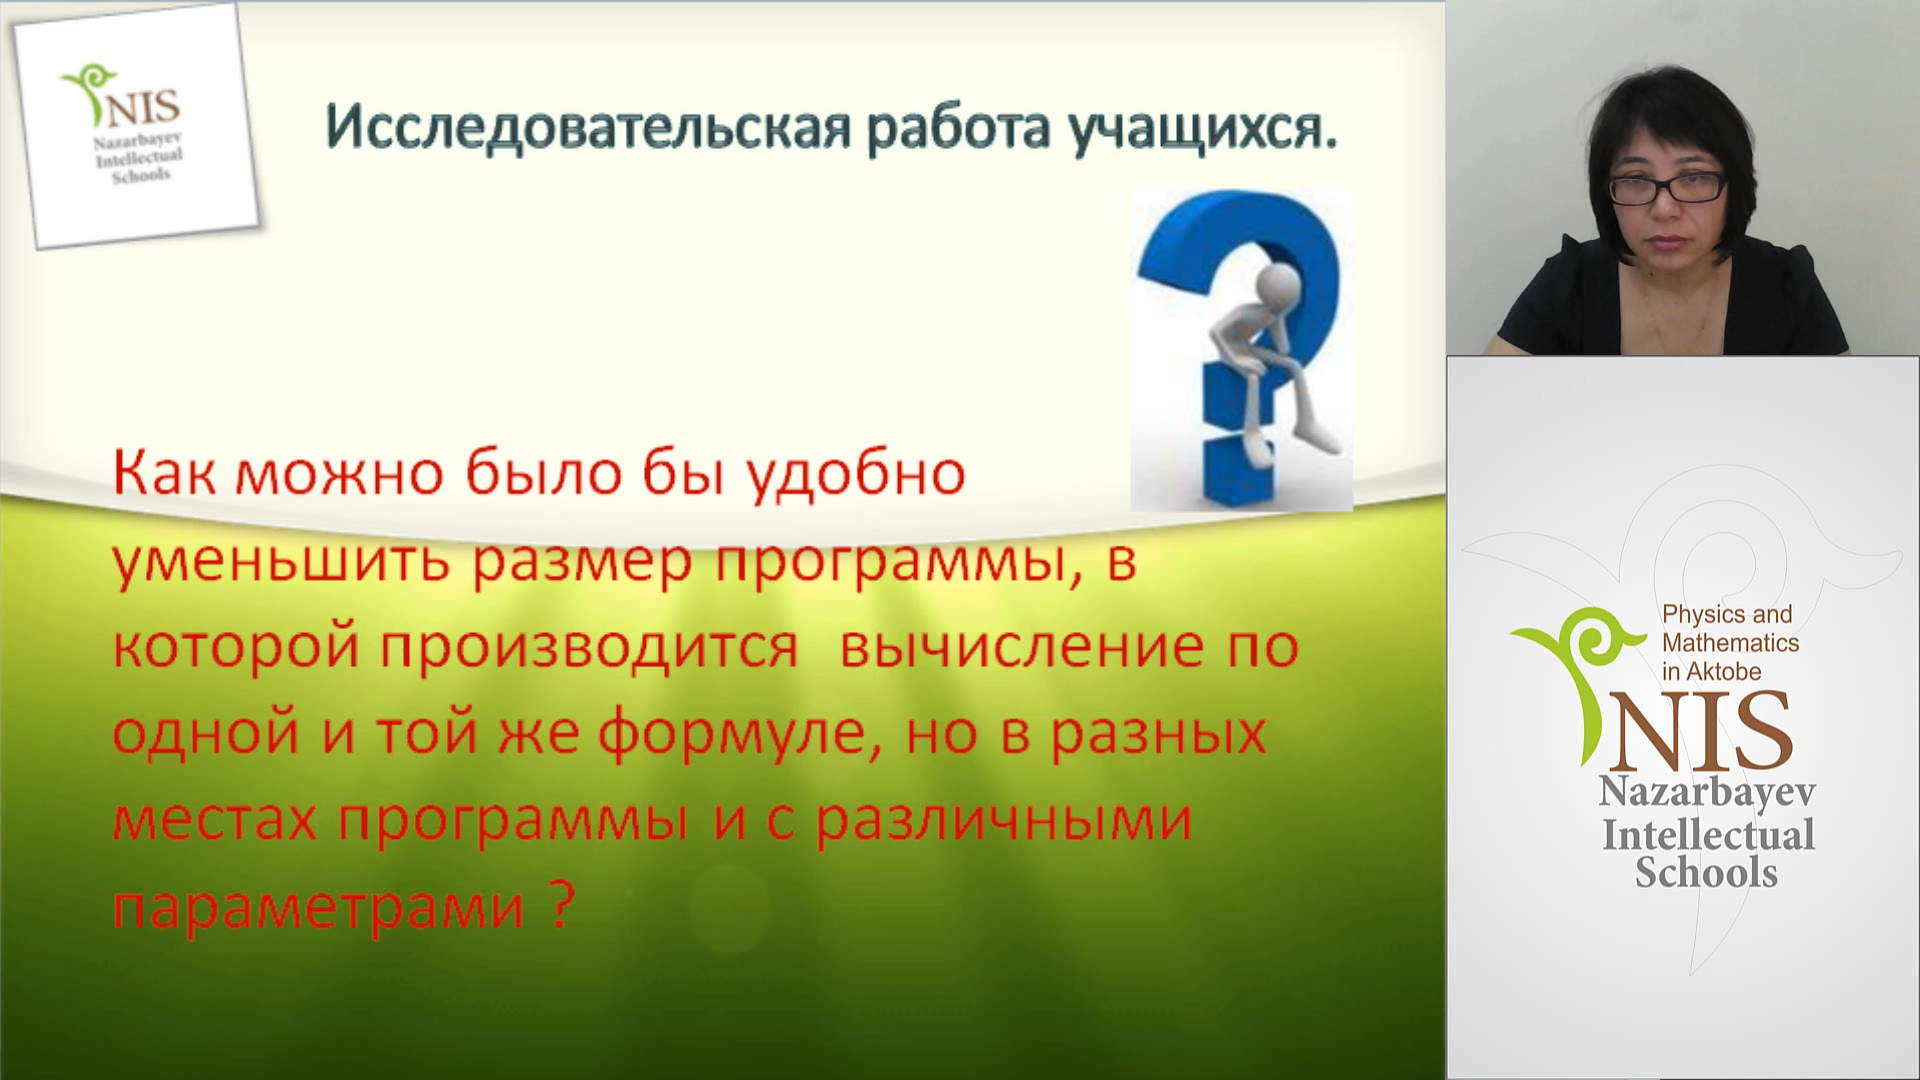 NIS
Nazarbayev
Intellectual
Schools
Исследовательская работа учащихся.
Как можно было бы удобно
уменьшить размер программы, в
которой производится вычисление по
одной и той же формуле, но в разных
местах программы и с различными
параметрами ?
Physics and
Mathematics
in Aktobe
NIS
Nazarbayev
Intellectual
Schools